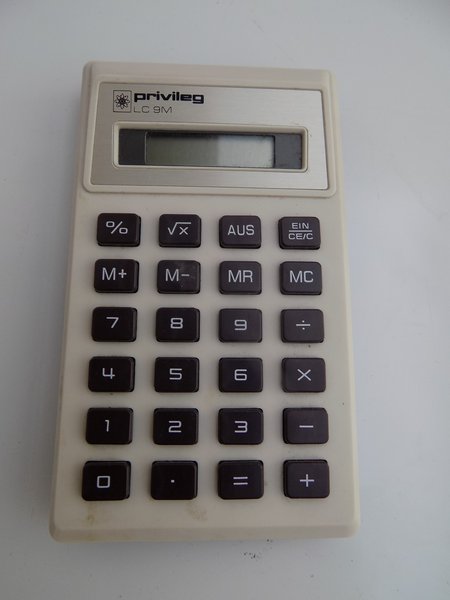 privileg
LC 9M
% √x AUS EIN CE/C
M+ M- MR MC
7 8 9 ÷
4 5 6 ×
1 2 3 −
0 . = +